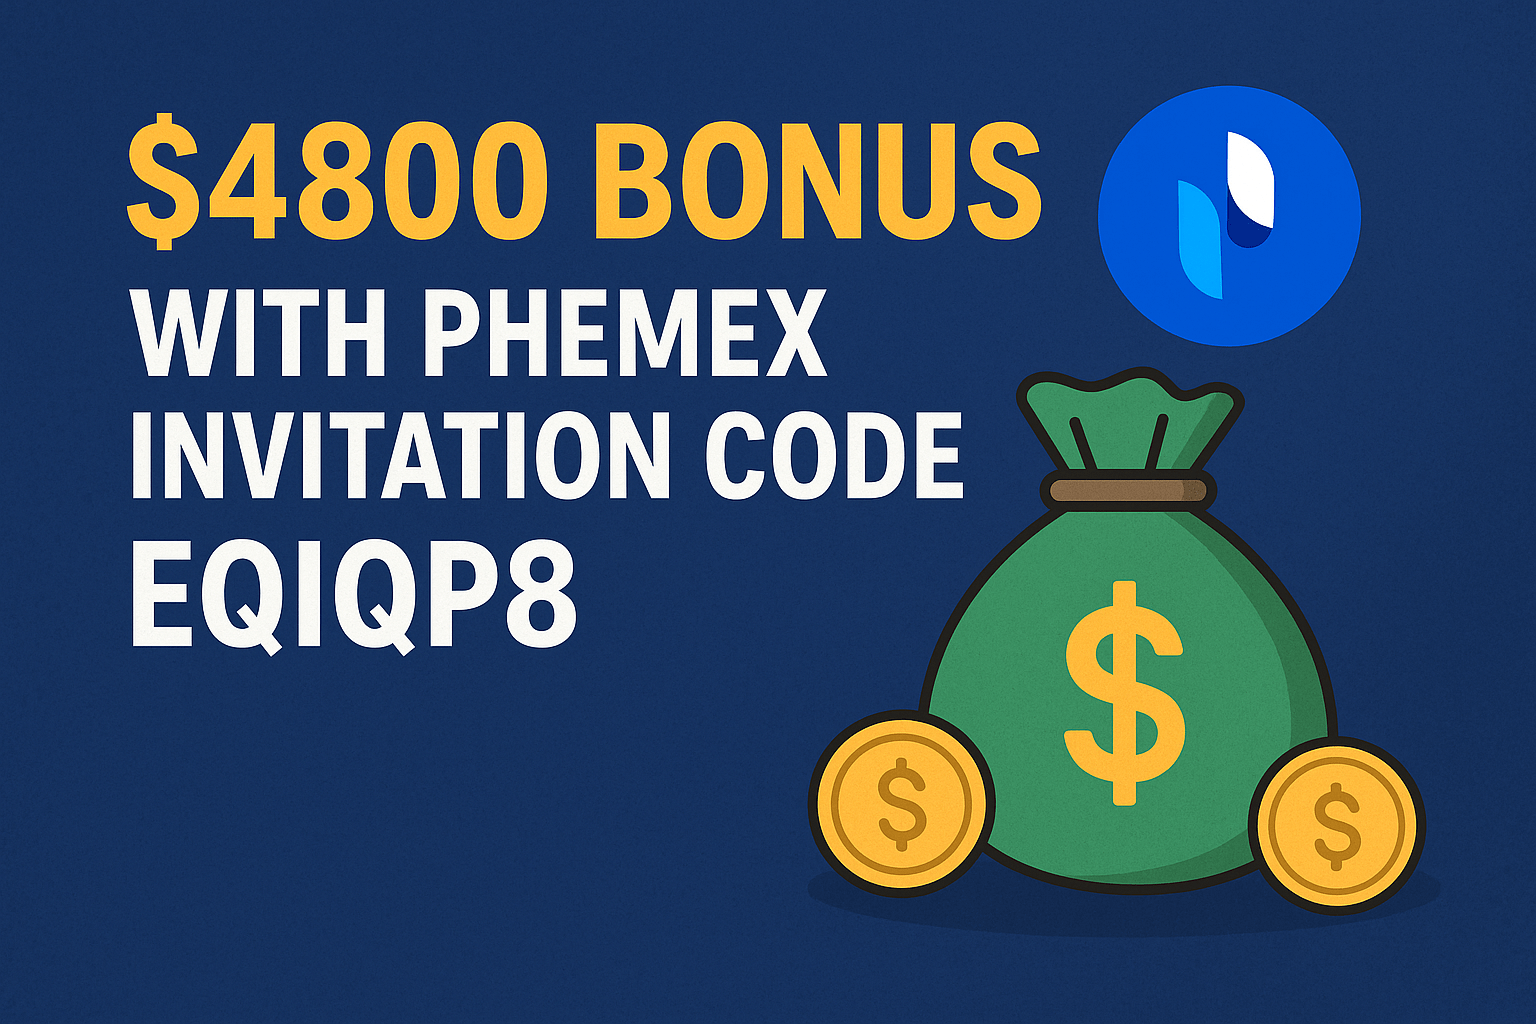 $4800 BONUS
WITH PHEMEX
INVITATION CODE
EQIQP8
$
$
$